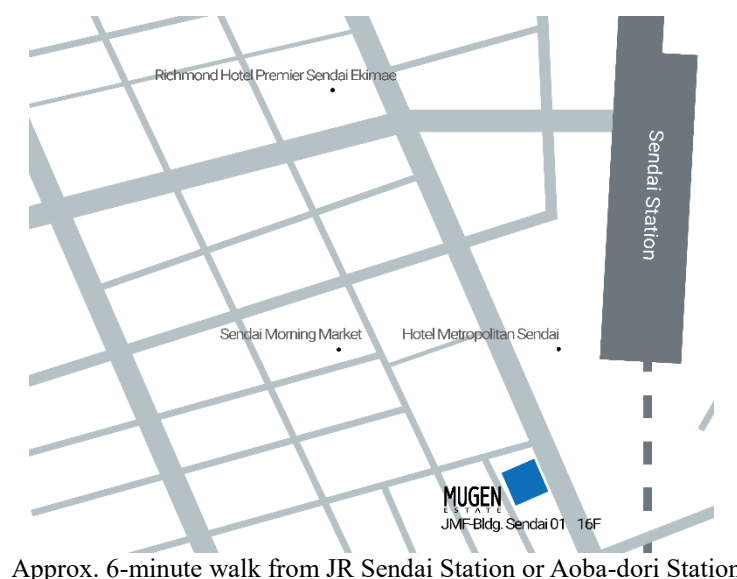 Richmond Hotel Premier Sendai Ekimae
Sendai Station
Sendai Morning Market
Hotel Metropolitan Sendai
MUGEN
ESTATE
JMF-Bldg. Sendai 01 16F
Approx. 6-minute walk from JR Sendai Station or Aoba-dori Station